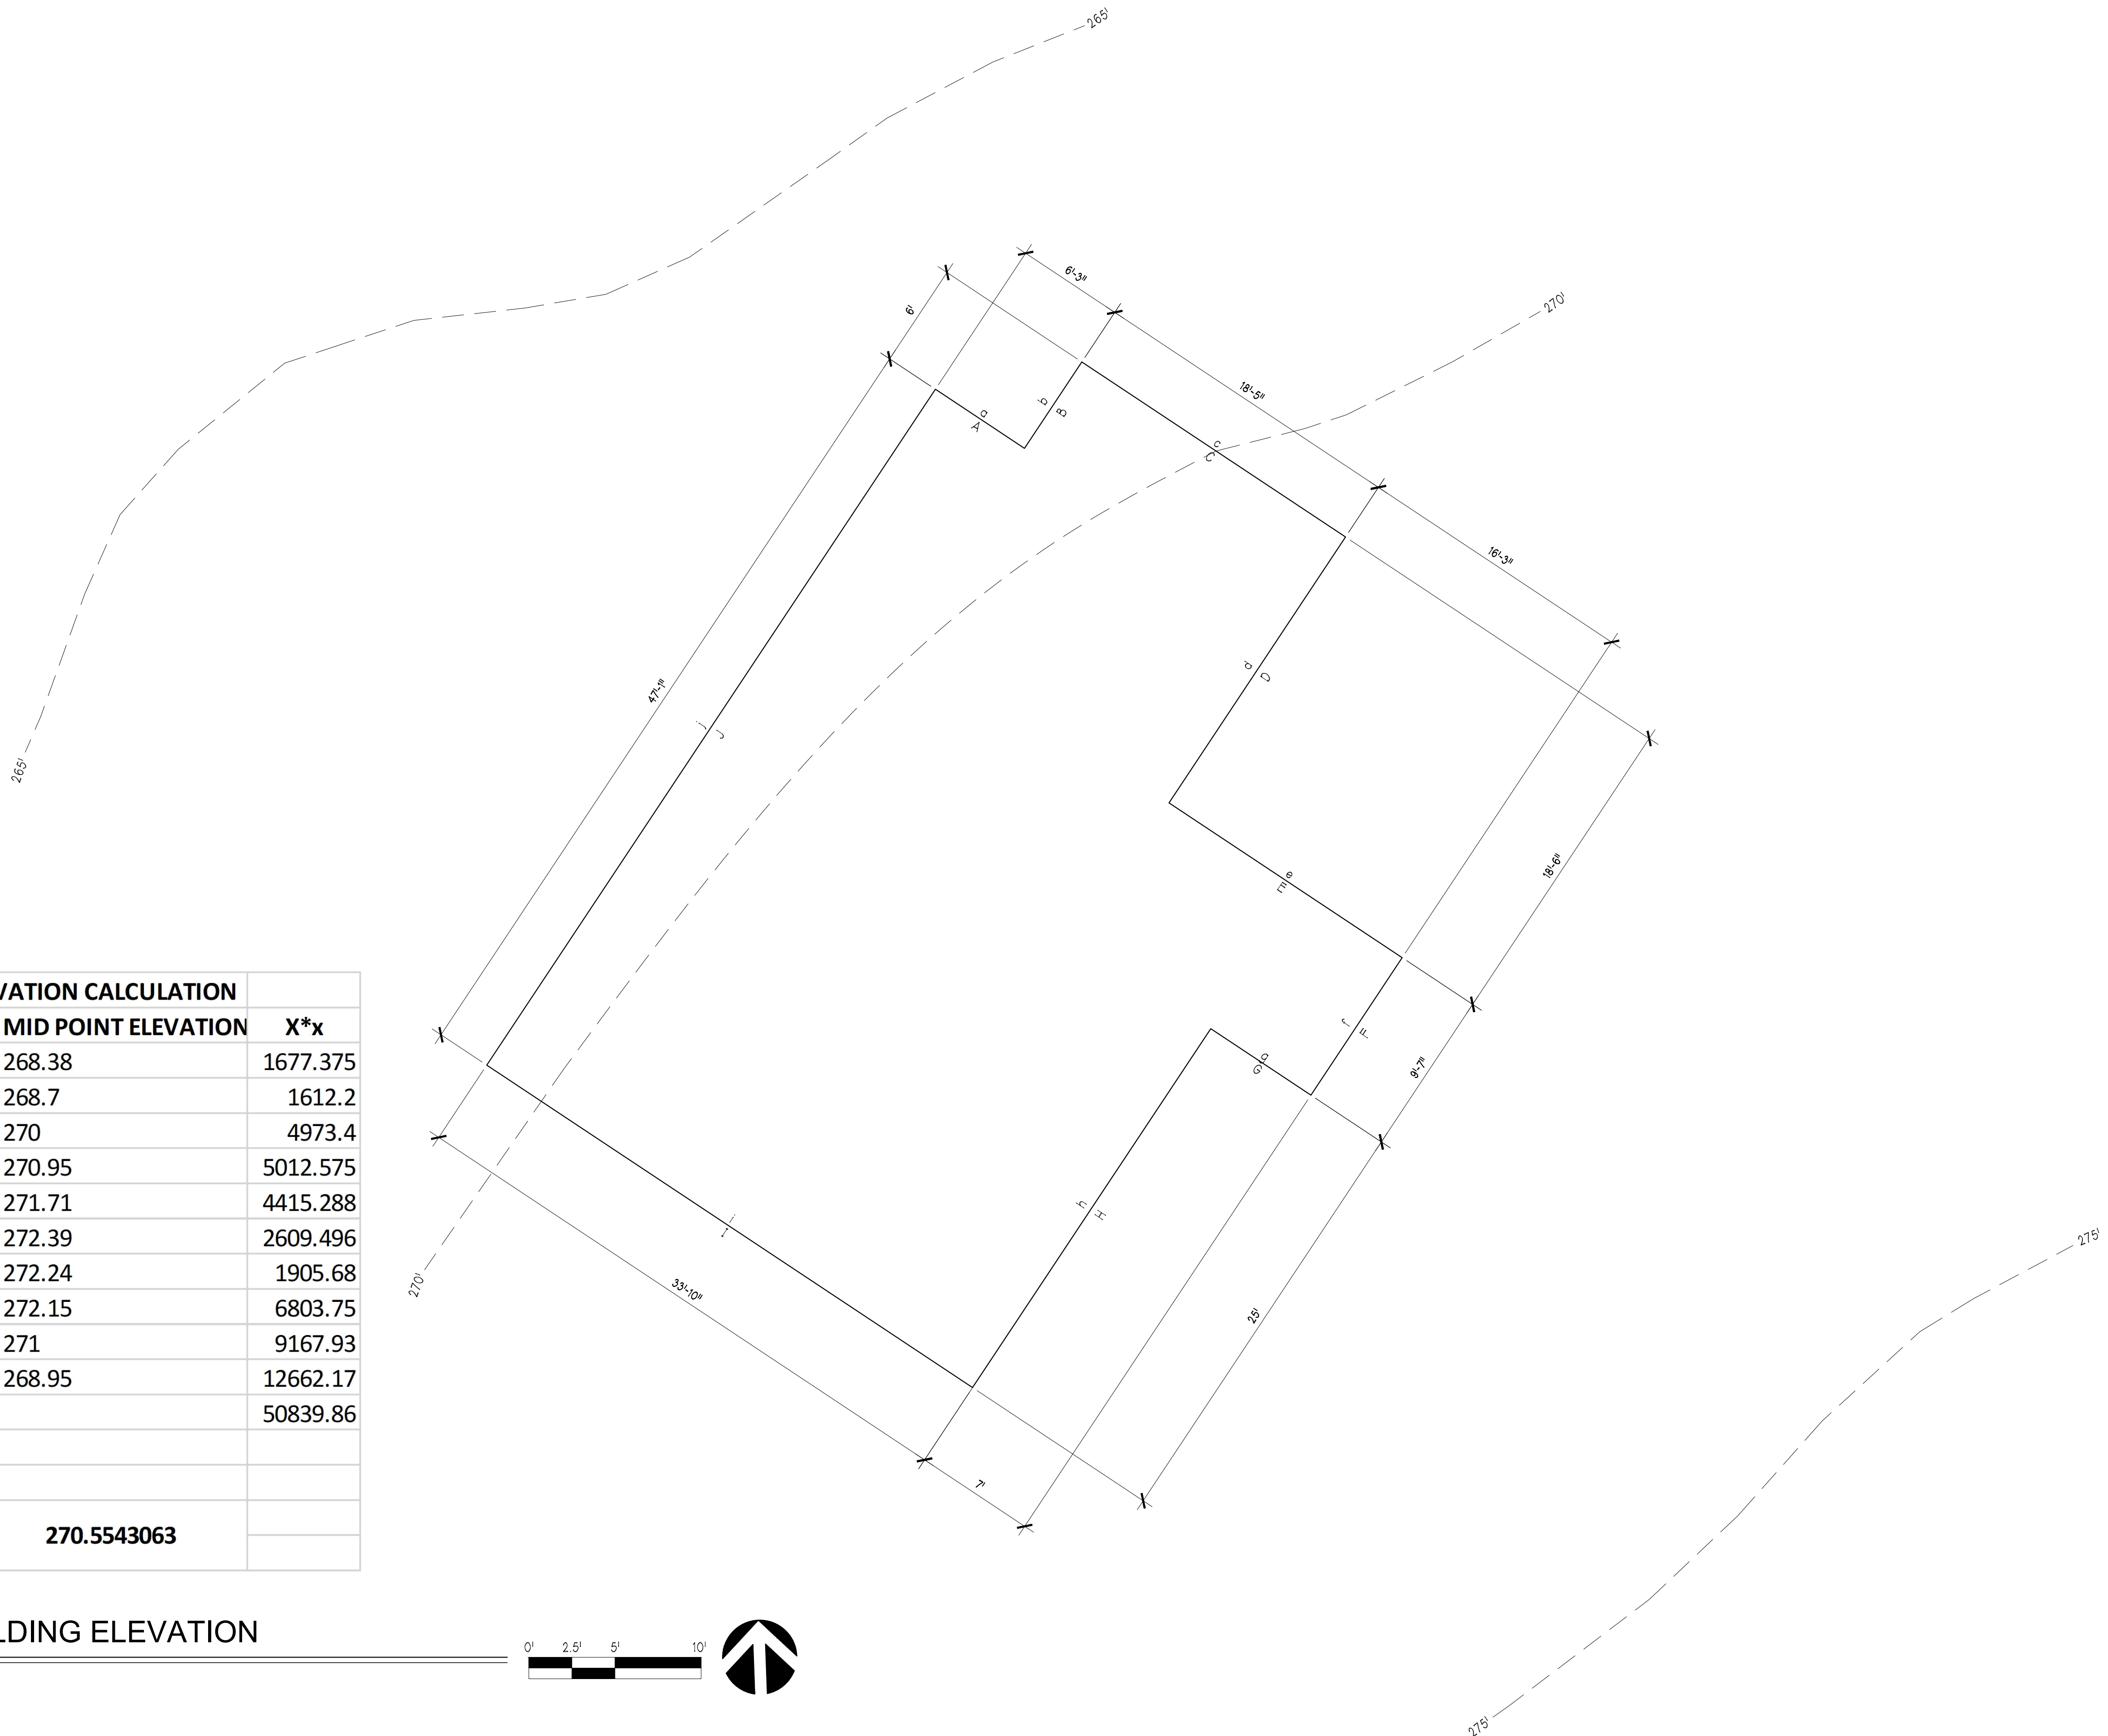 265'
6'-3"
270'
6'
18'-5"
a
A
b
B
c
C
16'-3"
d
D
47'-1"
j
J
265'
18'-6"
e
E
f
F
9'-7"
g
G
h
H
i
I
270'
33'-10"
25'
7'
275'
275'
VATION CALCULATION
MID POINT ELEVATION X*x
268.38 1677.375
268.7 1612.2
270 4973.4
270.95 5012.575
271.71 4415.288
272.39 2609.496
272.24 1905.68
272.15 6803.75
271 9167.93
268.95 12662.17
50839.86
270.5543063
LDING ELEVATION
0' 2.5' 5' 10'